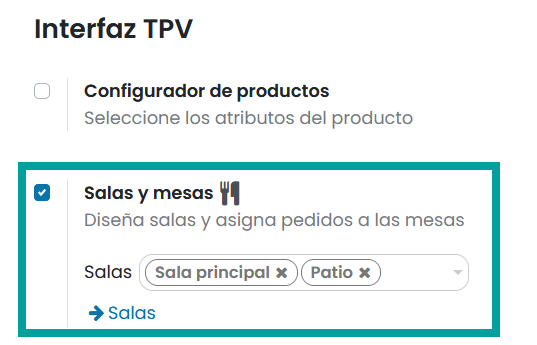 Interfaz TPV
Configurador de productos
Seleccione los atributos del producto
Salas y mesas
Diseña salas y asigna pedidos a las mesas
Salas Sala principal Patio
Salas